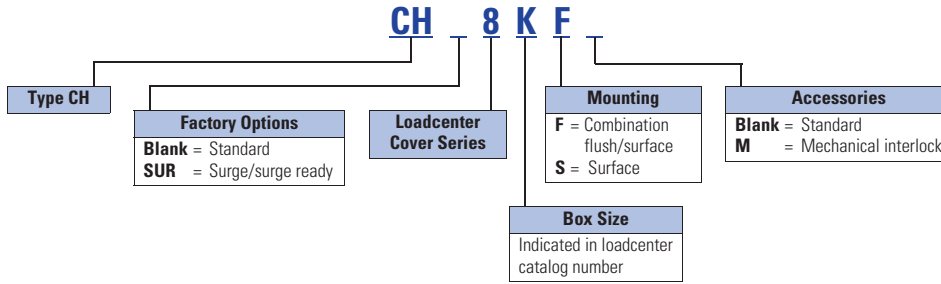 CH _ 8 K F _
Type CH
Factory Options
Blank = Standard
SUR = Surge/surge ready
Loadcenter
Cover Series
Mounting
F = Combination
flush/surface
S = Surface
Accessories
Blank = Standard
M = Mechanical interlock
Box Size
Indicated in loadcenter
catalog number